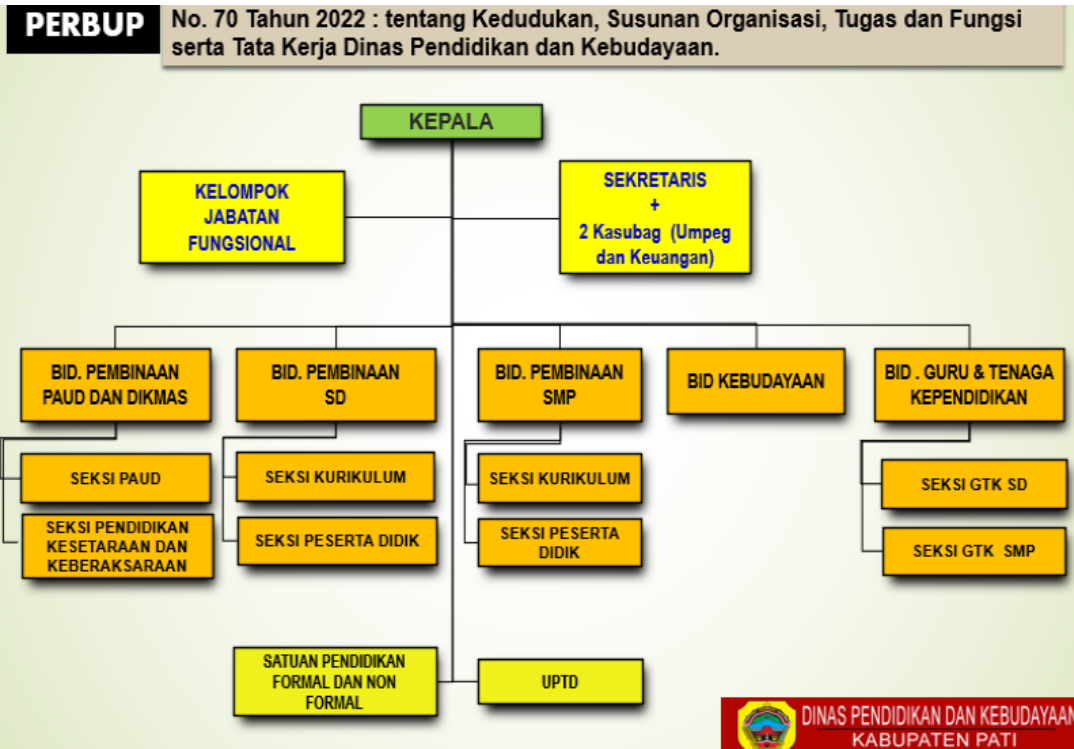 PERBUP
No. 70 Tahun 2022 : tentang Kedudukan, Susunan Organisasi, Tugas dan Fungsi
serta Tata Kerja Dinas Pendidikan dan Kebudayaan.
KEPALA
KELOMPOK
JABATAN
FUNGSIONAL
SEKRETARIS
+
2 Kasubag (Umpeg
dan Keuangan)
BID. PEMBINAAN
PAUD DAN DIKMAS
BID. PEMBINAAN
SD
BID. PEMBINAAN
SMP
BID KEBUDAYAAN
BID . GURU & TENAGA
KEPENDIDIKAN
SEKSI PAUD
SEKSI PENDIDIKAN
KESETARAAN DAN
KEBERAKSARAAN
SEKSI KURIKULUM
SEKSI PESERTA DIDIK
SEKSI KURIKULUM
SEKSI PESERTA
DIDIK
SEKSI GTK SD
SEKSI GTK SMP
SATUAN PENDIDIKAN
FORMAL DAN NON
FORMAL
UPTD
DINAS PENDIDIKAN DAN KEBUDAYAAN
KABUPATEN PATI